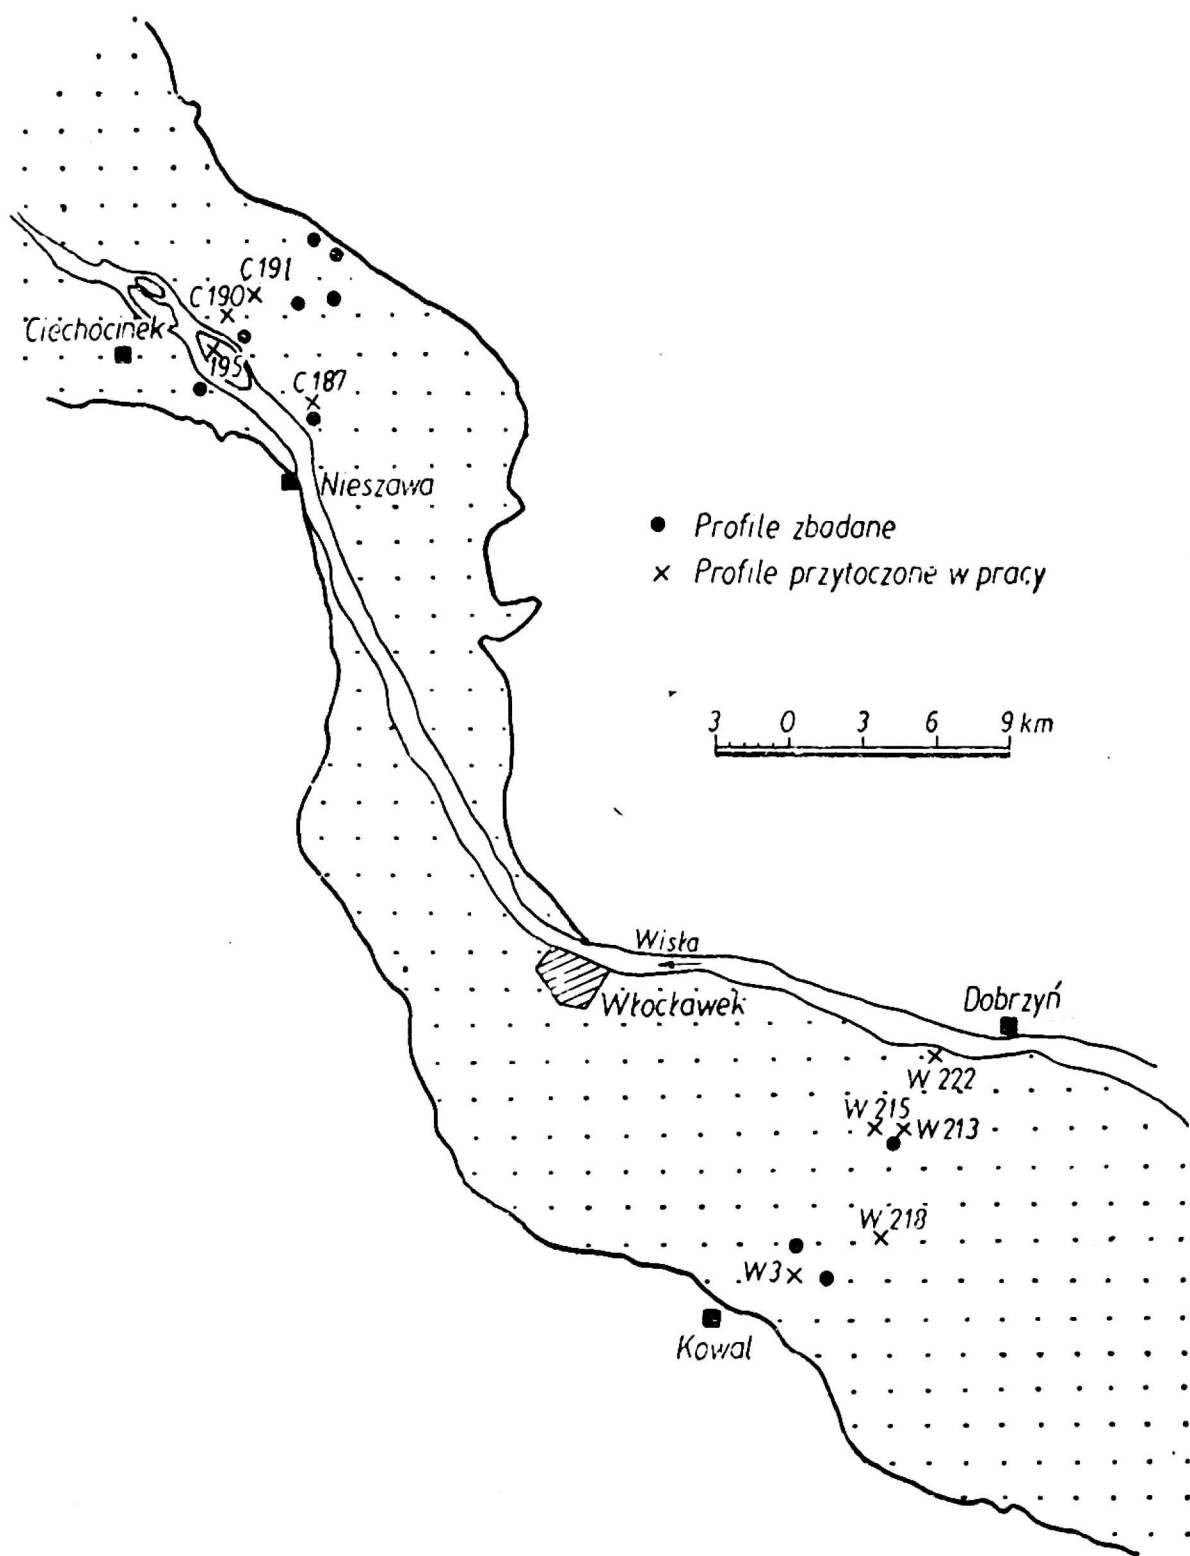 C 191
C 190
Ciechocinek
195
C 187
Nieszawa
Profile zbadane
Profile przytoczone w pracy
3 0 3 6 9 km
Wisła
Włocławek
Dobrzyń
W 222
W 215
W 213
W 218
W 3
Kowal